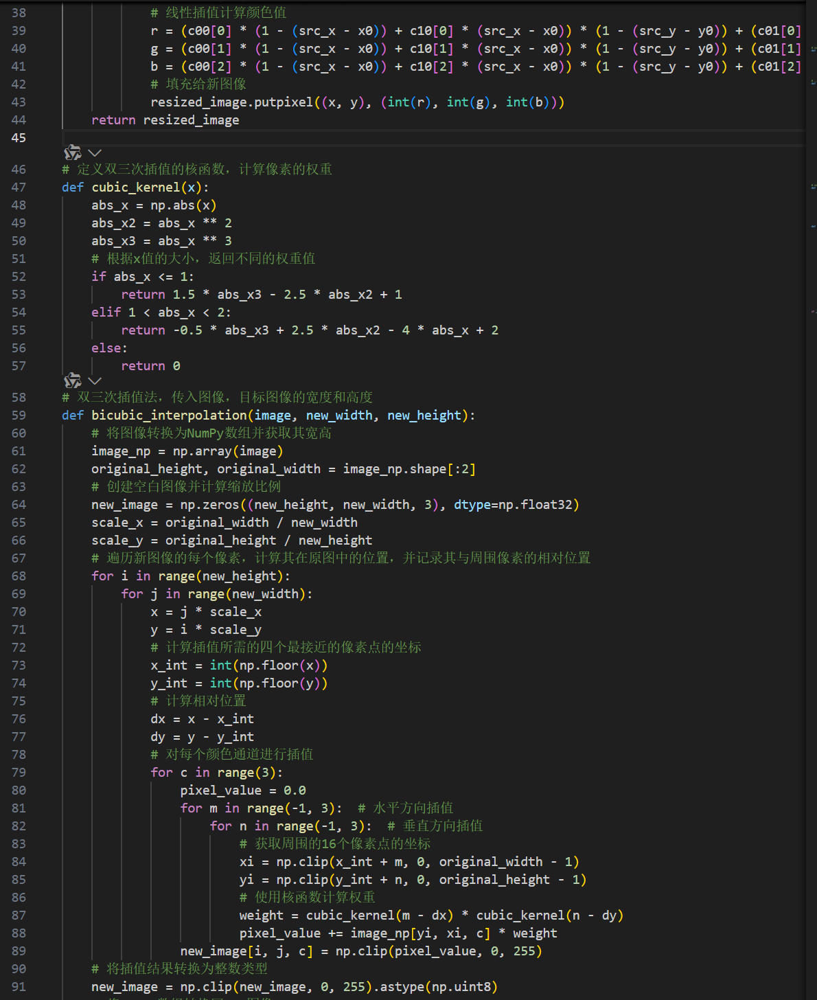 38 # 线性插值计算颜色值
39 r = (c00[0] * (1 - (src_x - x0)) + c10[0] * (src_x - x0)) * (1 - (src_y - y0)) + (c01[0]
40 g = (c00[1] * (1 - (src_x - x0)) + c10[1] * (src_x - x0)) * (1 - (src_y - y0)) + (c01[1]
41 b = (c00[2] * (1 - (src_x - x0)) + c10[2] * (src_x - x0)) * (1 - (src_y - y0)) + (c01[2]
42 # 填充给新图像
43 resized_image.putpixel((x, y), (int(r), int(g), int(b)))
44 return resized_image
45
46 # 定义双三次插值的核函数，计算像素的权重
47 def cubic_kernel(x):
48 abs_x = np.abs(x)
49 abs_x2 = abs_x ** 2
50 abs_x3 = abs_x ** 3
51 # 根据x值的大小，返回不同的权重值
52 if abs_x <= 1:
53 return 1.5 * abs_x3 - 2.5 * abs_x2 + 1
54 elif 1 < abs_x < 2:
55 return -0.5 * abs_x3 + 2.5 * abs_x2 - 4 * abs_x + 2
56 else:
57 return 0
58 # 双三次插值法，传入图像，目标图像的宽度和高度
59 def bicubic_interpolation(image, new_width, new_height):
60 # 将图像转换为NumPy数组并获取其宽高
61 image_np = np.array(image)
62 original_height, original_width = image_np.shape[:2]
63 # 创建空白图像并计算缩放比例
64 new_image = np.zeros((new_height, new_width, 3), dtype=np.float32)
65 scale_x = original_width / new_width
66 scale_y = original_height / new_height
67 # 遍历新图像的每个像素，计算其在原图中的位置，并记录其与周围像素的相对位置
68 for i in range(new_height):
69 for j in range(new_width):
70 x = j * scale_x
71 y = i * scale_y
72 # 计算插值所需的四个最接近的像素点的坐标
73 x_int = int(np.floor(x))
74 y_int = int(np.floor(y))
75 # 计算相对位置
76 dx = x - x_int
77 dy = y - y_int
78 # 对每个颜色通道进行插值
79 for c in range(3):
80 pixel_value = 0.0
81 for m in range(-1, 3):  # 水平方向插值
82 for n in range(-1, 3):  # 垂直方向插值
83 # 获取周围的16个像素点的坐标
84 xi = np.clip(x_int + m, 0, original_width - 1)
85 yi = np.clip(y_int + n, 0, original_height - 1)
86 # 使用核函数计算权重
87 weight = cubic_kernel(m - dx) * cubic_kernel(n - dy)
88 pixel_value += image_np[yi, xi, c] * weight
89 new_image[i, j, c] = np.clip(pixel_value, 0, 255)
90 # 将插值结果转换为整数类型
91 new_image = np.clip(new_image, 0, 255).astype(np.uint8)